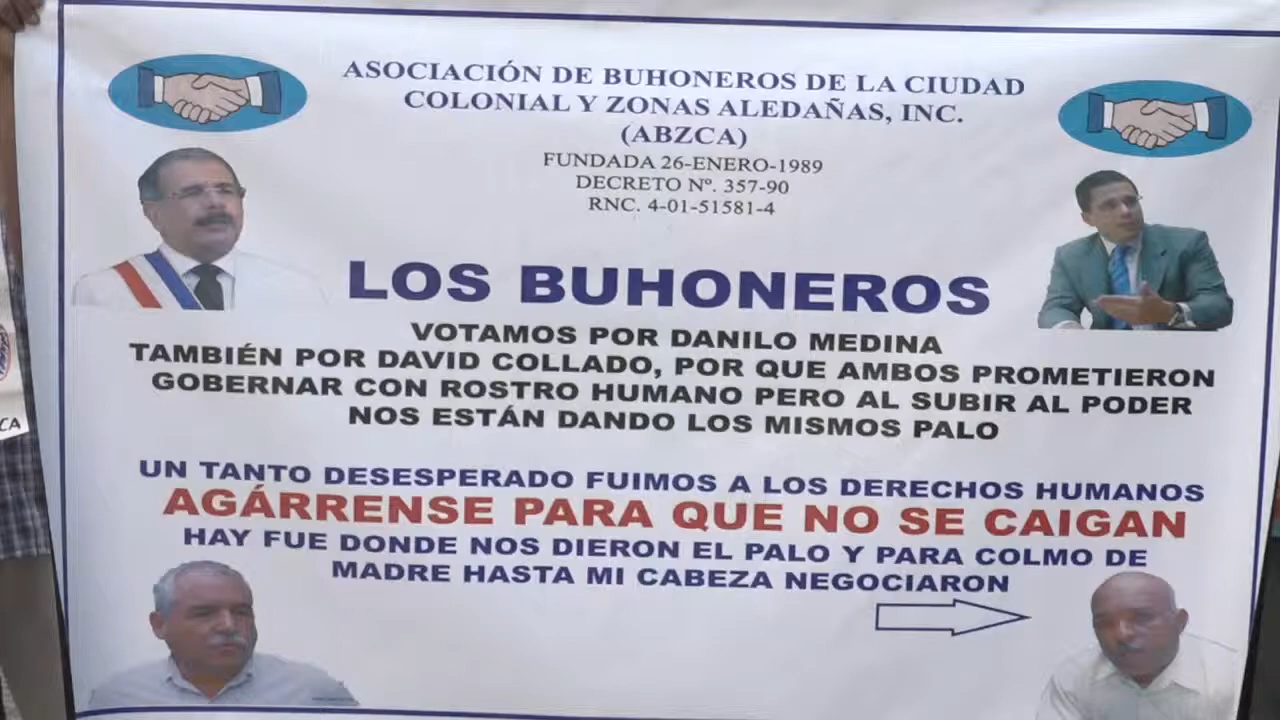 ASOCIACIÓN DE BUHONEROS DE LA CIUDAD
COLONIAL Y ZONAS ALEDAÑAS, INC.
(ABZCA)
FUNDADA 26-ENERO-1989
DECRETO Nº. 357-90
RNC. 4-01-51581-4
LOS BUHONEROS
VOTAMOS POR DANILO MEDINA
TAMBIÉN POR DAVID COLLADO, POR QUE AMBOS PROMETIERON
GOBERNAR CON ROSTRO HUMANO PERO AL SUBIR AL PODER
NOS ESTÁN DANDO LOS MISMOS PALO
UN TANTO DESESPERADO FUIMOS A LOS DERECHOS HUMANOS
AGÁRRENSE PARA QUE NO SE CAIGAN
HAY FUE DONDE NOS DIERON EL PALO Y PARA COLMO DE
MADRE HASTA MI CABEZA NEGOCIARON
CA